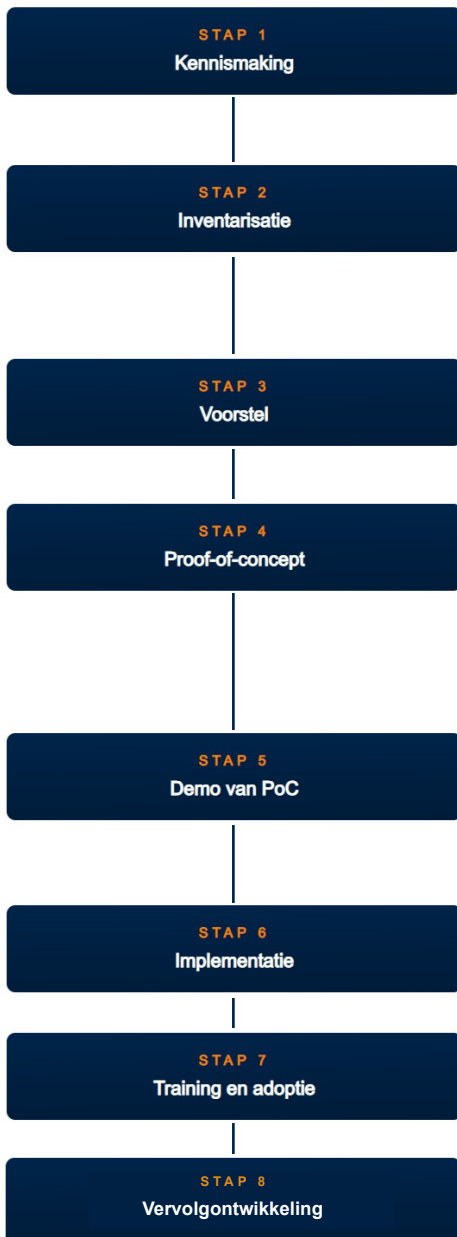 STAP 1
Kennismaking
STAP 2
Inventarisatie
STAP 3
Voorstel
STAP 4
Proof-of-concept
STAP 5
Demo van PoC
STAP 6
Implementatie
STAP 7
Training en adoptie
STAP 8
Vervolgontwikkeling